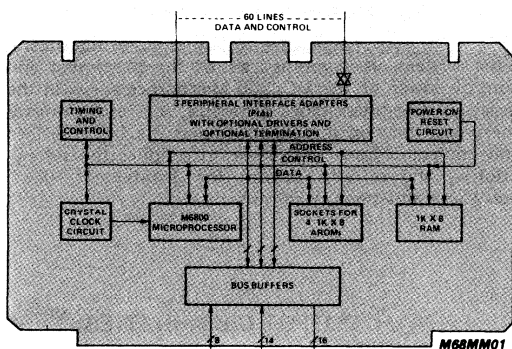 60 LINES
DATA AND CONTROL
3 PERIPHERAL INTERFACE ADAPTERS
(PIAs)
WITH OPTIONAL DRIVERS AND
OPTIONAL TERMINATION
TIMING
AND
CONTROL
POWER-ON
RESET
CIRCUIT
ADDRESS
CONTROL
DATA
CRYSTAL
CLOCK
CIRCUIT
M6800
MICROPROCESSOR
SOCKETS FOR
4 1K X 8
AROMs
1K X 8
RAM
BUS BUFFERS
8
14
16
M68MM01